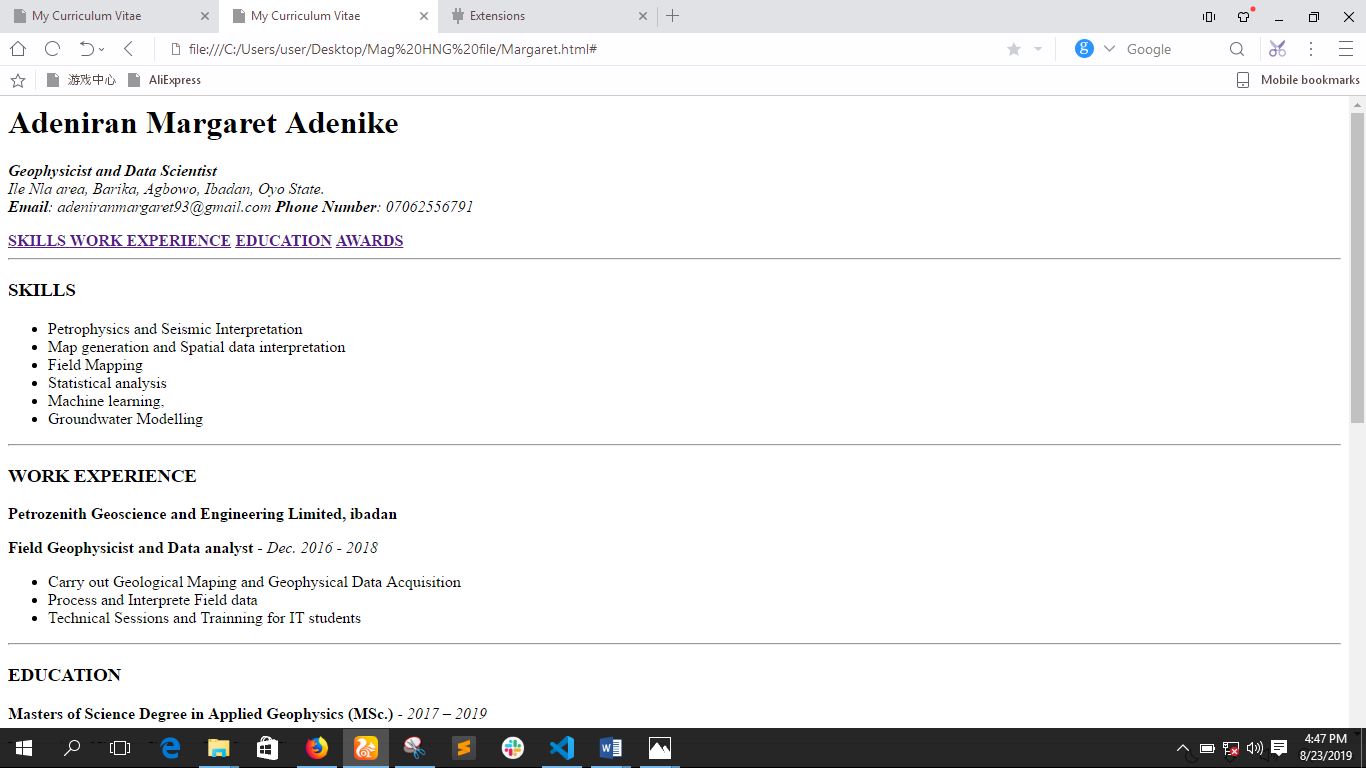 My Curriculum Vitae
My Curriculum Vitae
Extensions
file:///C:/Users/user/Desktop/Mag%20HNG%20file/Margaret.html#
Google
游戏中心
AliExpress
Mobile bookmarks
Adeniran Margaret Adenike
Geophysicist and Data Scientist
Ile Nla area, Barika, Agbowo, Ibadan, Oyo State.
Email: adeniranmargaret93@gmail.com Phone Number: 07062556791
SKILLS WORK EXPERIENCE EDUCATION AWARDS
SKILLS
• Petrophysics and Seismic Interpretation
• Map generation and Spatial data interpretation
• Field Mapping
• Statistical analysis
• Machine learning,
• Groundwater Modelling
WORK EXPERIENCE
Petrozenith Geoscience and Engineering Limited, ibadan
Field Geophysicist and Data analyst - Dec. 2016 - 2018
• Carry out Geological Maping and Geophysical Data Acquisition
• Process and Interprete Field data
• Technical Sessions and Trainning for IT students
EDUCATION
Masters of Science Degree in Applied Geophysics (MSc.) - 2017 – 2019
4:47 PM
8/23/2019